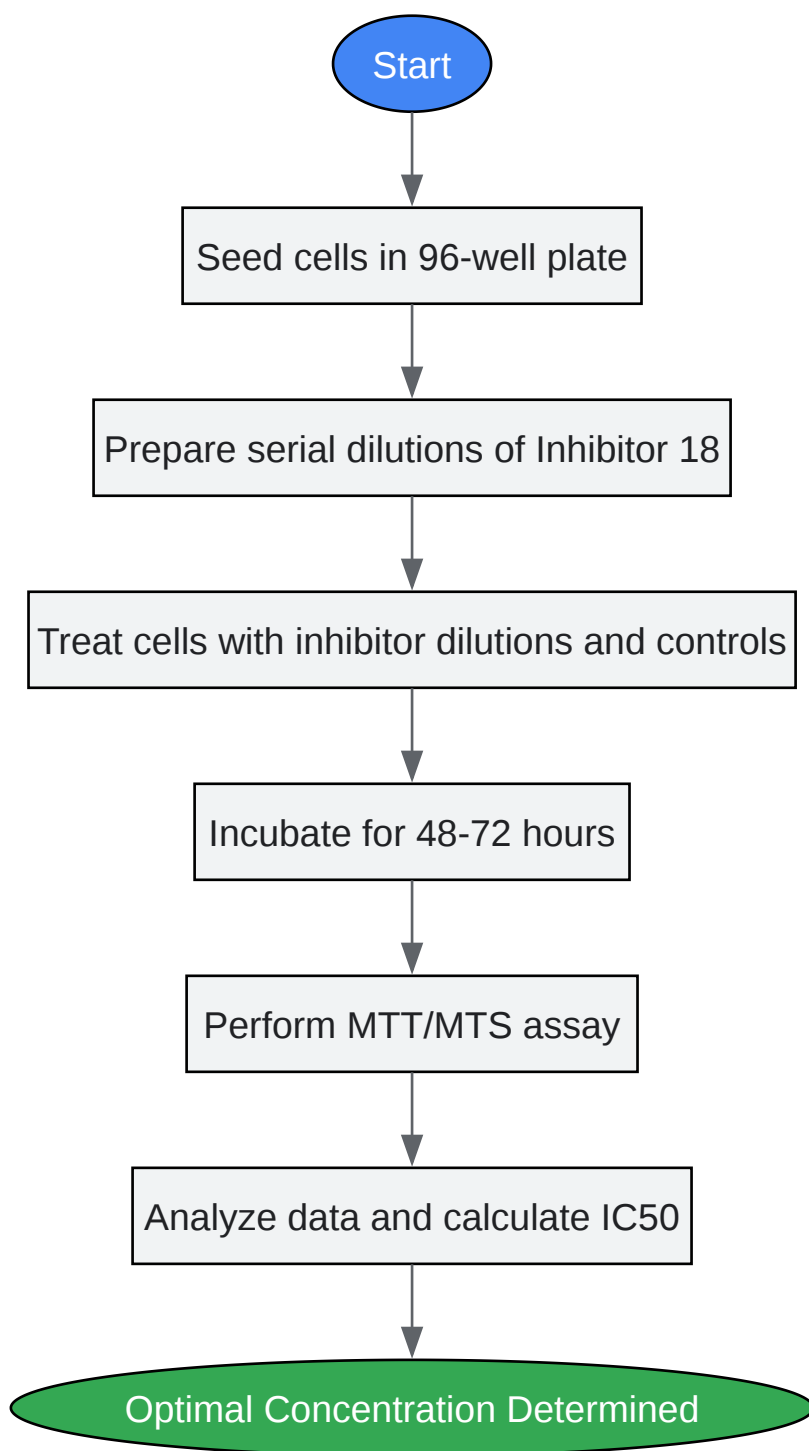 Start
Seed cells in 96-well plate
Prepare serial dilutions of Inhibitor 18
Treat cells with inhibitor dilutions and controls
Incubate for 48-72 hours
Perform MTT/MTS assay
Analyze data and calculate IC50
Optimal Concentration Determined